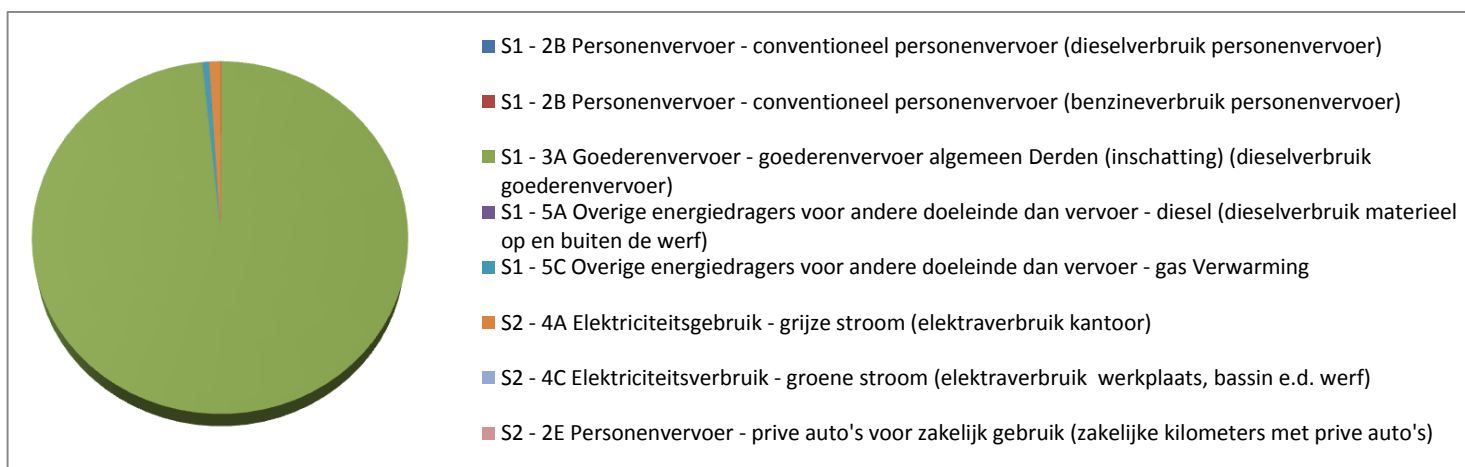 S1 - 2B Personenvervoer - conventioneel personenvervoer (dieselverbruik personenvervoer)
S1 - 2B Personenvervoer - conventioneel personenvervoer (benzineverbruik personenvervoer)
S1 - 3A Goederenvervoer - goederenvervoer algemeen Derden (inschatting) (dieselverbruik
goederenvervoer)
S1 - 5A Overige energiedragers voor andere doeleinde dan vervoer - diesel (dieselverbruik materieel
op en buiten de werf)
S1 - 5C Overige energiedragers voor andere doeleinde dan vervoer - gas Verwarming
S2 - 4A Elektriciteitsgebruik - grijze stroom (elektraverbruik kantoor)
S2 - 4C Elektriciteitsverbruik - groene stroom (elektraverbruik  werkplaats, bassin e.d. werf)
S2 - 2E Personenvervoer - prive auto's voor zakelijk gebruik (zakelijke kilometers met prive auto's)